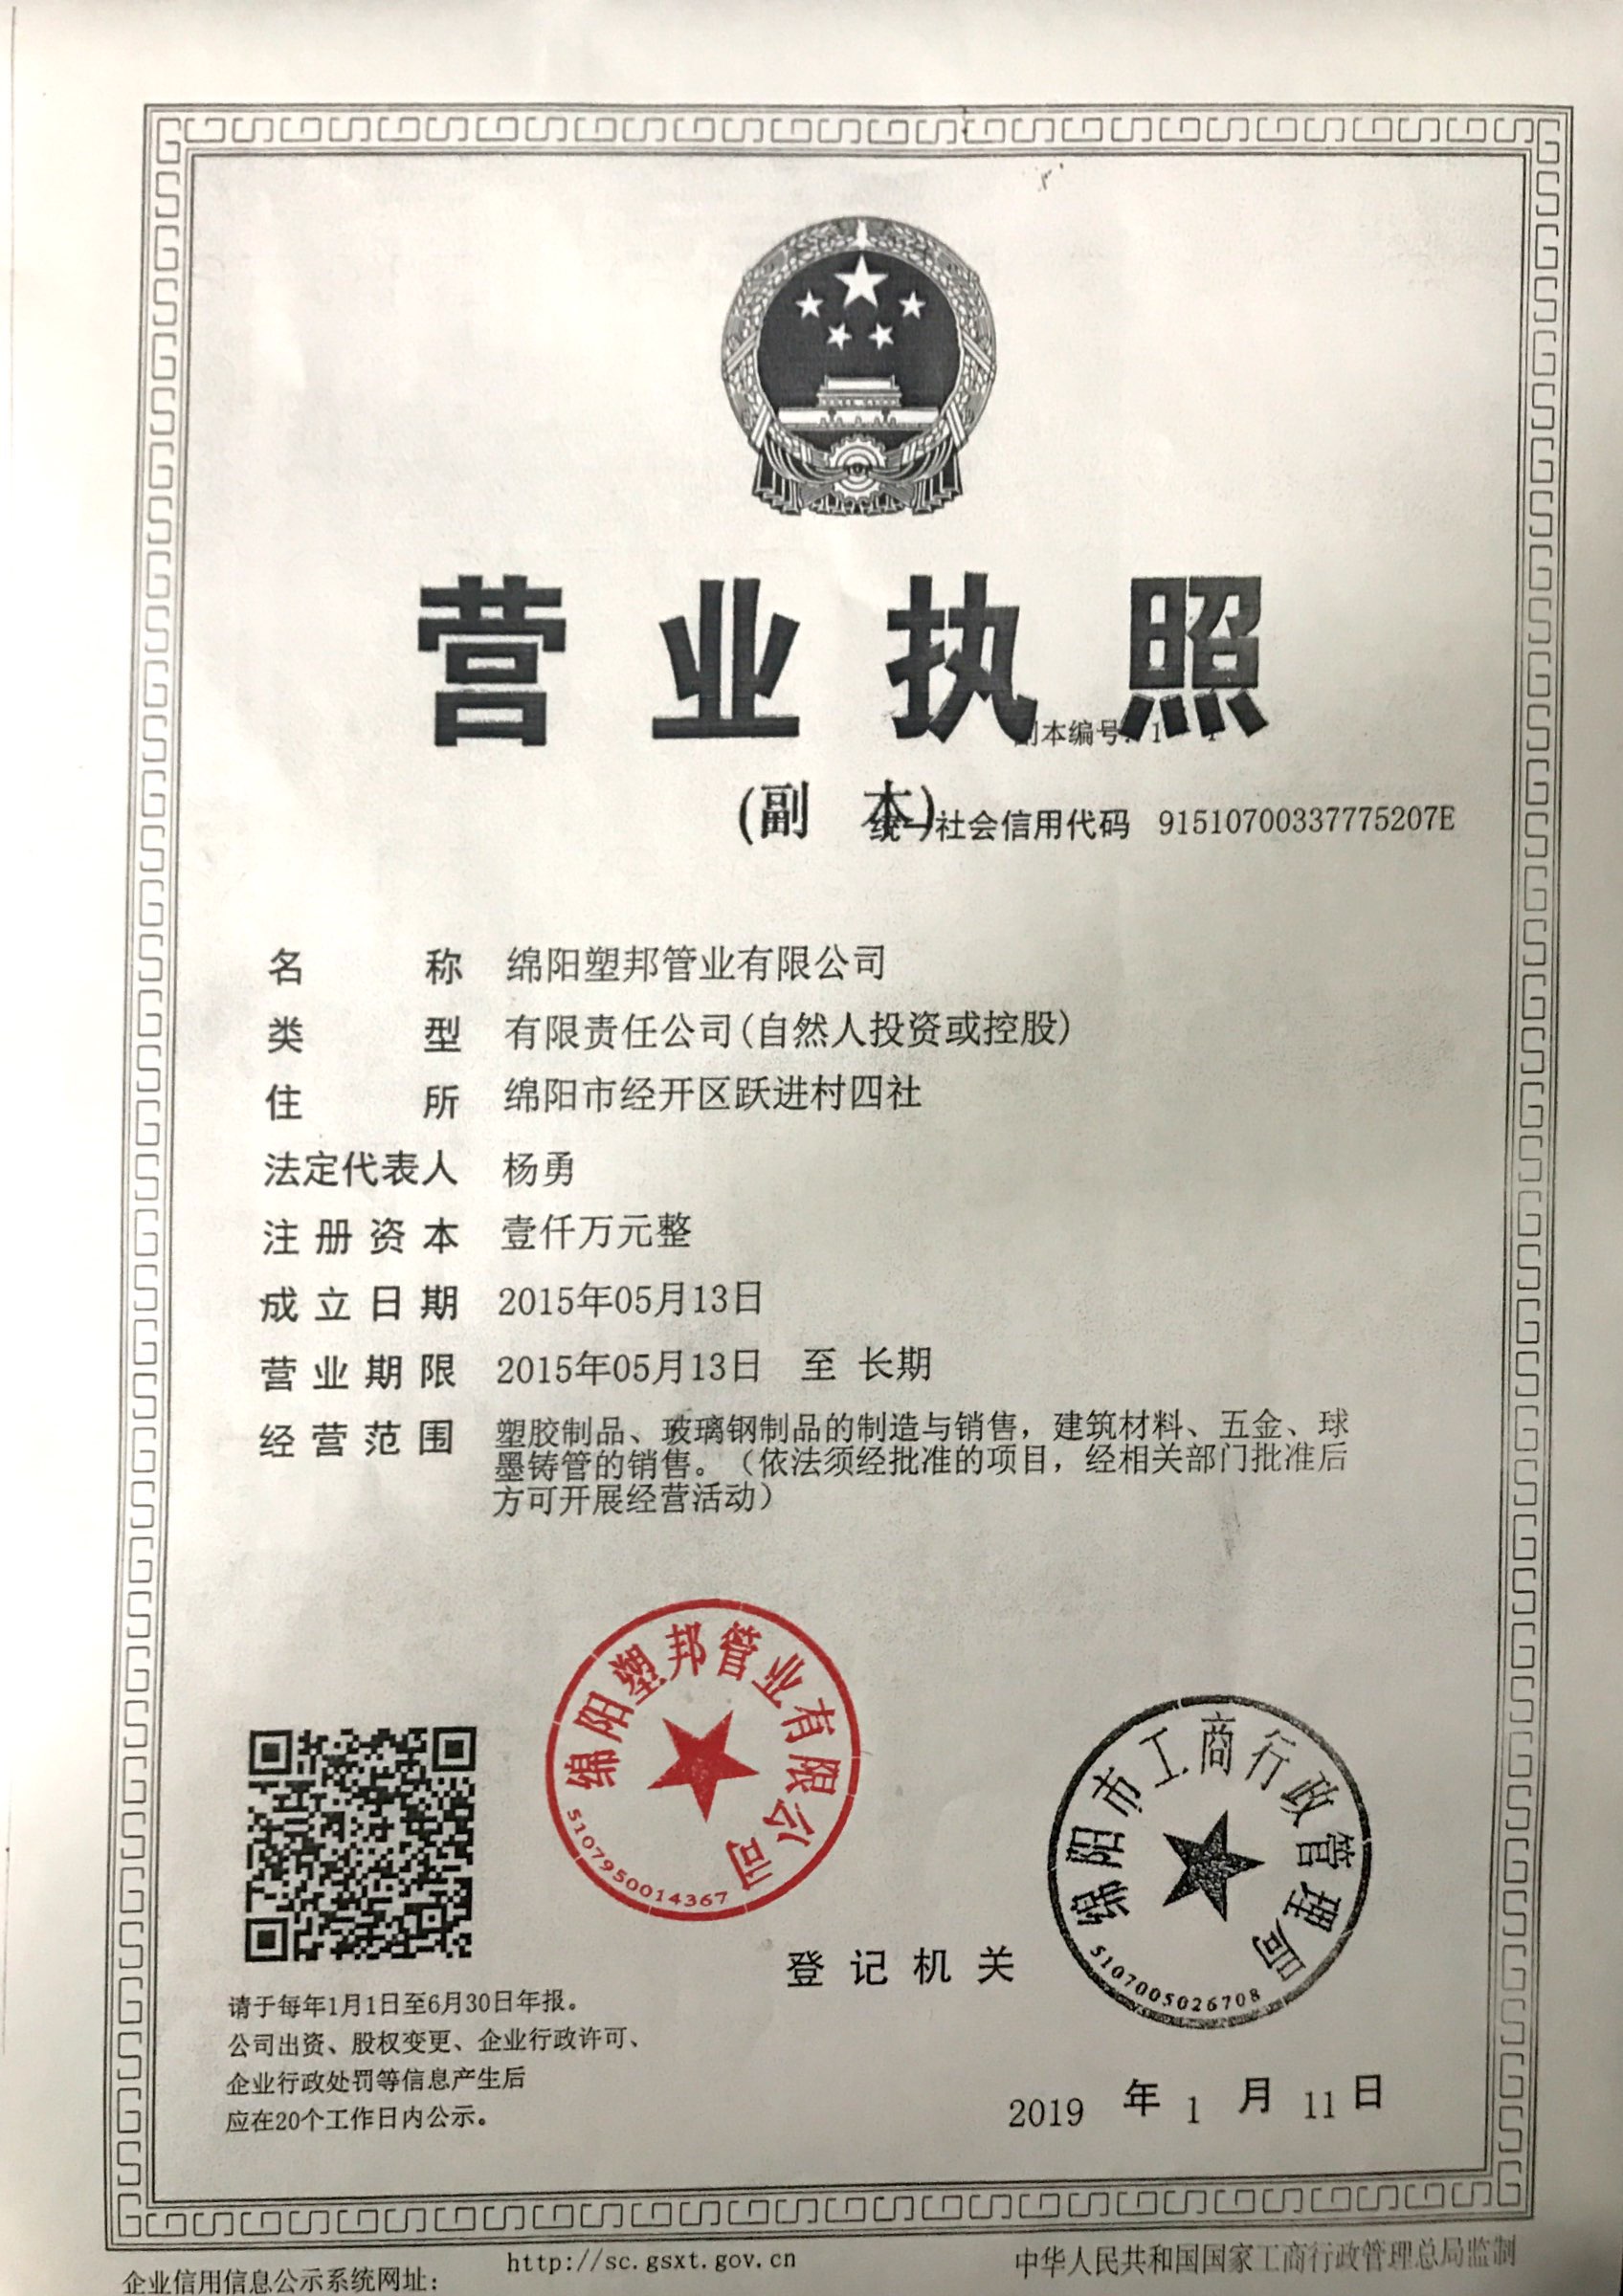 营业执照
副本编号：1
(副 本)
统一社会信用代码 91510700337775207E
名称 绵阳塑邦管业有限公司
类型 有限责任公司(自然人投资或控股)
住所 绵阳市经开区跃进村四社
法定代表人 杨勇
注册资本 壹仟万元整
成立日期 2015年05月13日
营业期限 2015年05月13日 至 长期
经营范围 塑胶制品、玻璃钢制品的制造与销售，建筑材料、五金、球
墨铸管的销售。（依法须经批准的项目，经相关部门批准后
方可开展经营活动）
绵阳塑邦管业有限公司
5107950014367
绵阳市工商行政管理局
5107005026708
登记机关
请于每年1月1日至6月30日年报。
公司出资、股权变更、企业行政许可、
企业行政处罚等信息产生后
应在20个工作日内公示。
2019 年 1 月 11 日
企业信用信息公示系统网址： http://sc.gsxt.gov.cn
中华人民共和国国家工商行政管理总局监制